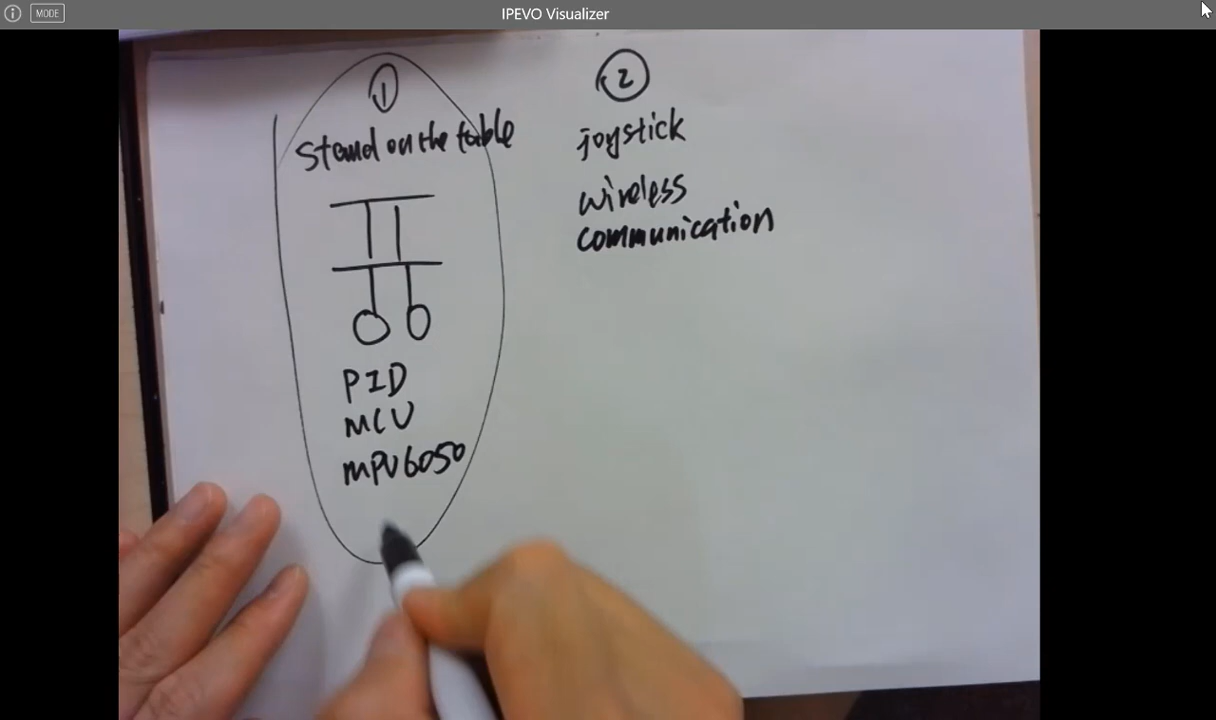 MODE
IPEVO Visualizer
1
Stand on the table
PID
MCU
MPU6050
2
joystick
wireless
communication